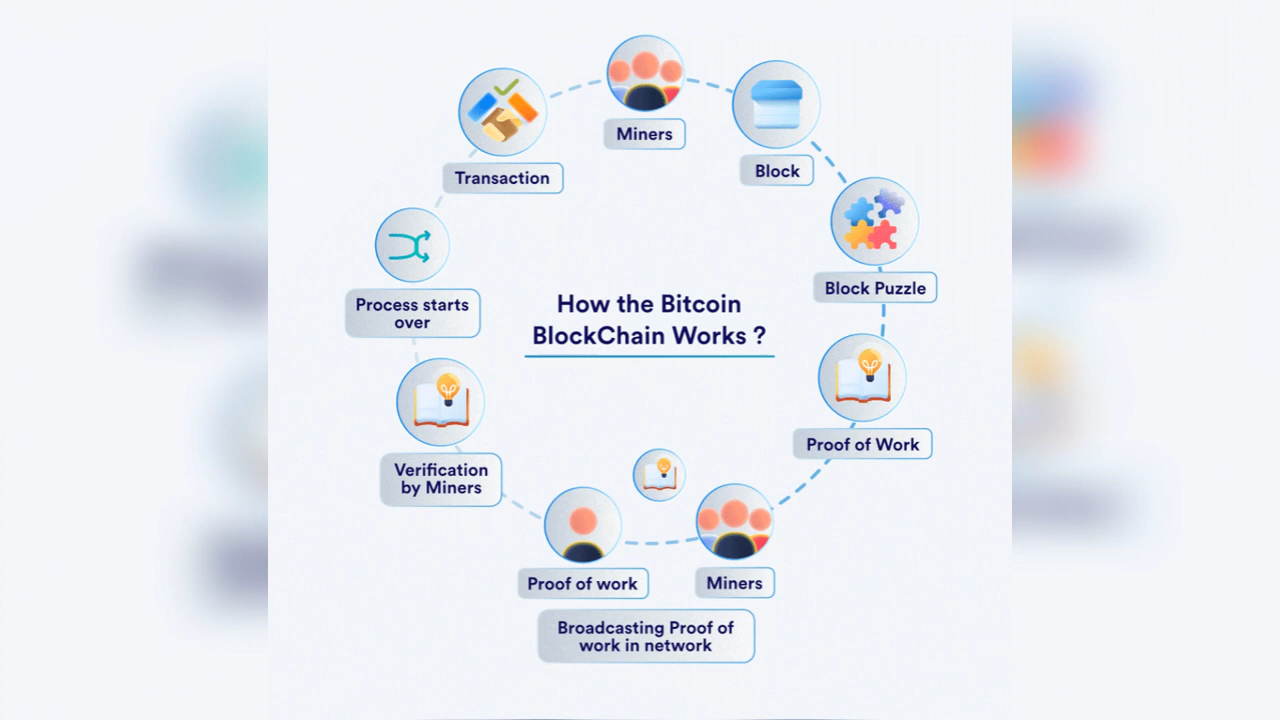 Miners
Block
Transaction
Block Puzzle
Process starts
over
How the Bitcoin
BlockChain Works ?
Proof of Work
Verification
by Miners
Proof of work
Miners
Broadcasting Proof of
work in network